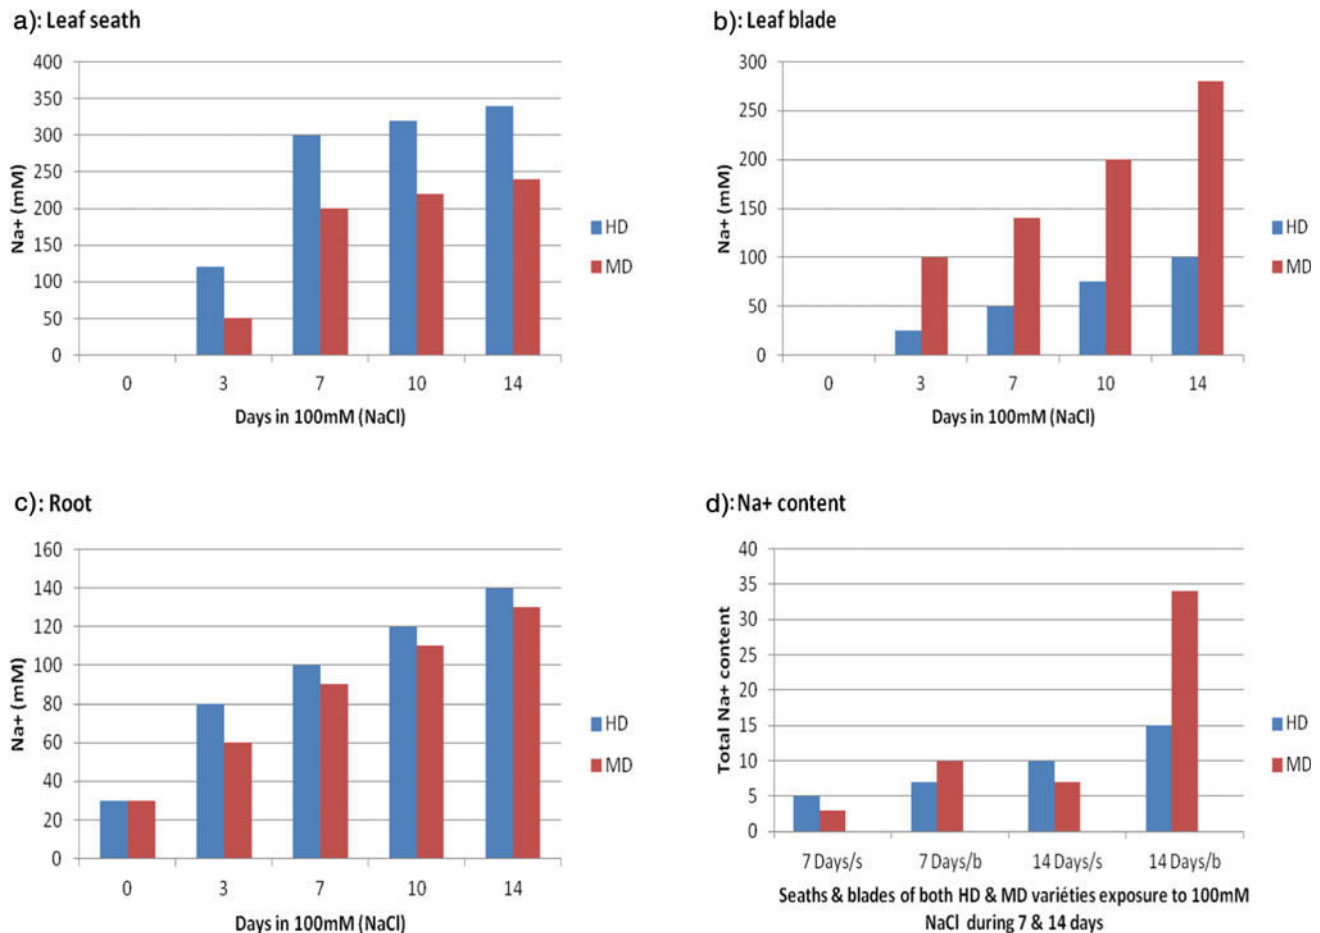 a): Leaf seath
400
350
300
250
200
150
100
50
0
Na+ (mM)
0 3 7 10 14
Days in 100mM (NaCl)
HD
MD
b): Leaf blade
300
250
200
150
100
50
0
Na+ (mM)
0 3 7 10 14
Days in 100mM (NaCl)
HD
MD
c): Root
160
140
120
100
80
60
40
20
0
Na+ (mM)
0 3 7 10 14
Days in 100mM (NaCl)
HD
MD
d): Na+ content
40
35
30
25
20
15
10
5
0
Total Na+ content
7 Days/s 7 Days/b 14 Days/s 14 Days/b
Seaths & blades of both HD & MD variéties exposure to 100mM
NaCl during 7 & 14 days
HD
MD